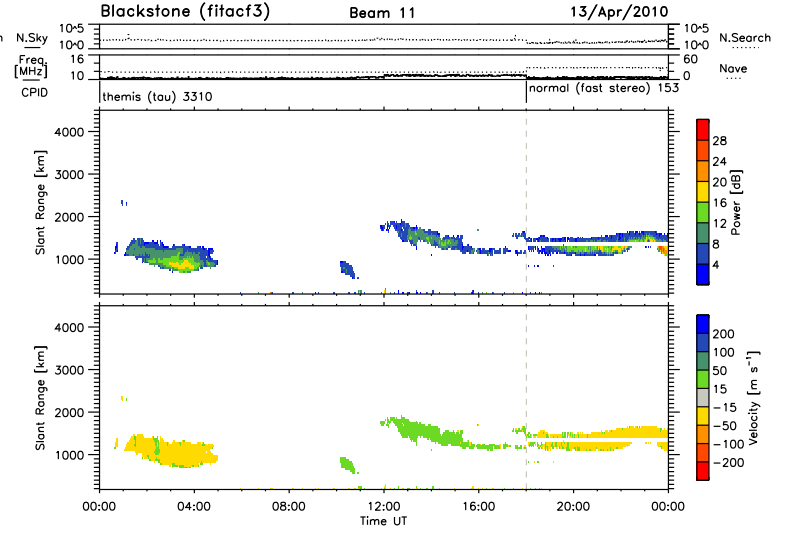 Blackstone (fitacf3)
Beam 11
13/Apr/2010
N.Sky
10^5
10^0
10^5
10^0
N.Search
Freq.
[MHz]
16
10
60
0
Nave
CPID
themis (tau) 3310
normal (fast stereo) 153
Slant Range [km]
4000
3000
2000
1000
28
24
20
16
12
8
4
Power [dB]
Slant Range [km]
4000
3000
2000
1000
200
100
50
15
-15
-50
-100
-200
Velocity [m s⁻¹]
00:00
04:00
08:00
12:00
16:00
20:00
00:00
Time UT